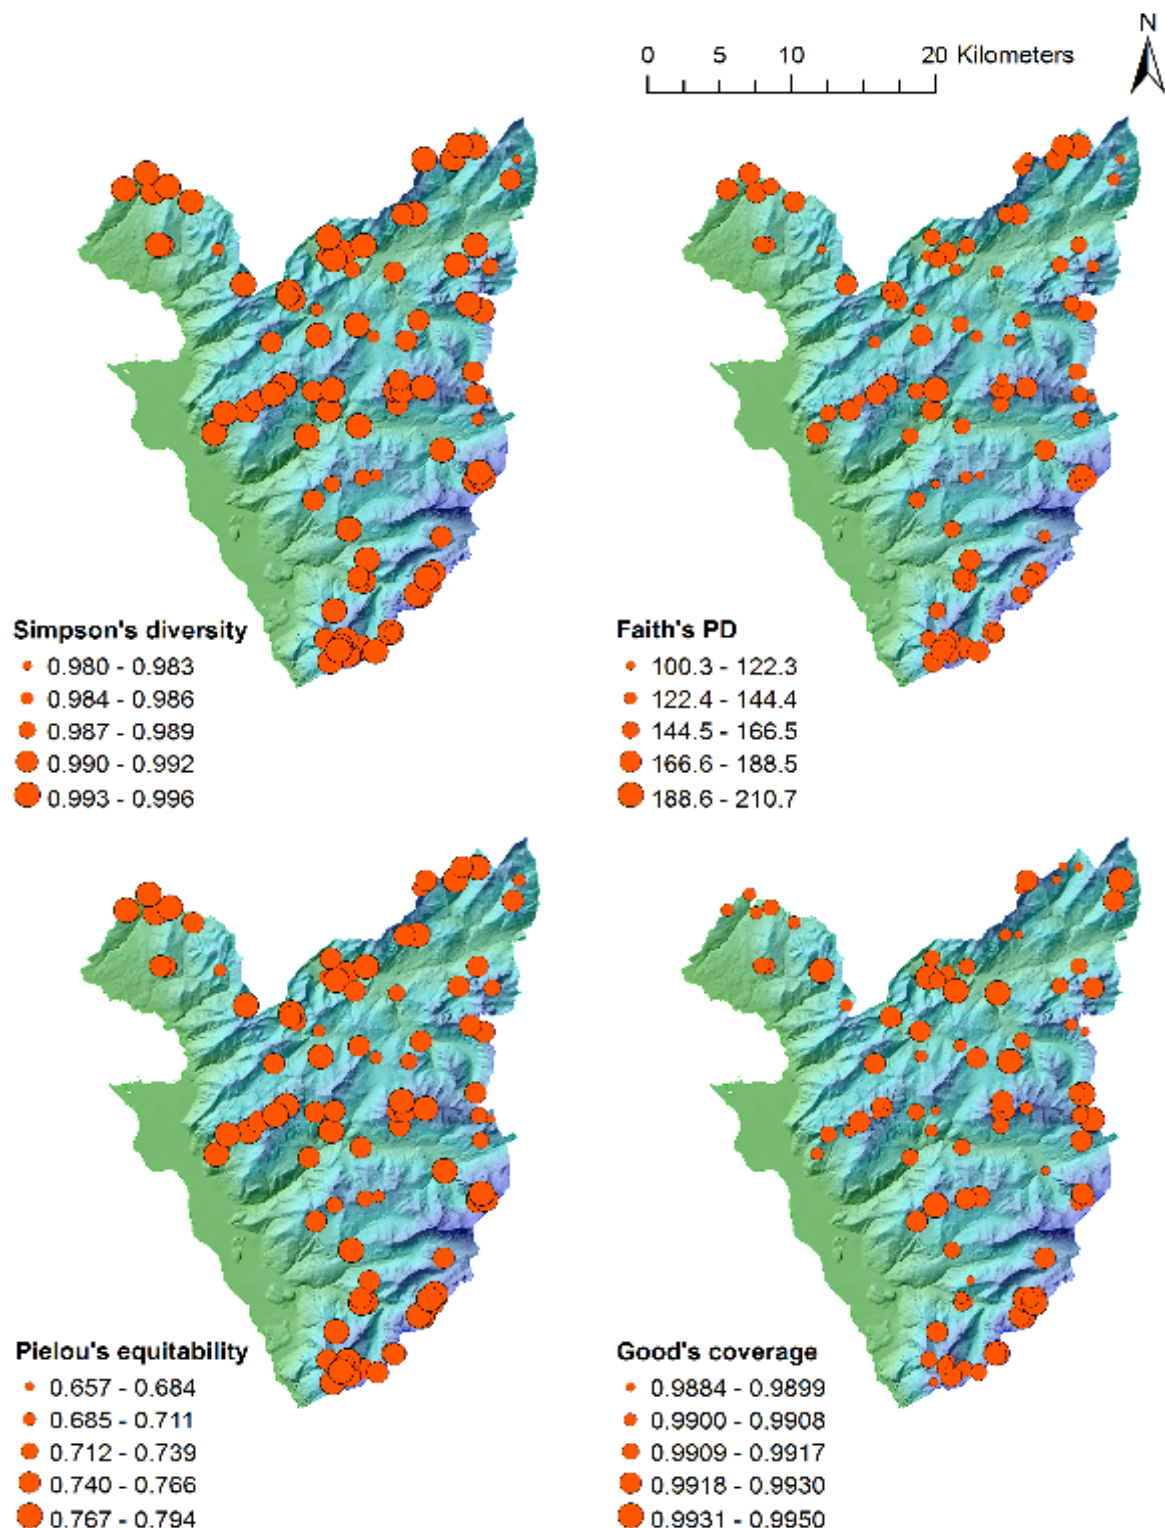 N
0 5 10 20 Kilometers
Simpson's diversity
0.980 - 0.983
0.984 - 0.986
0.987 - 0.989
0.990 - 0.992
0.993 - 0.996
Faith's PD
100.3 - 122.3
122.4 - 144.4
144.5 - 166.5
166.6 - 188.5
188.6 - 210.7
Pielou's equitability
0.657 - 0.684
0.685 - 0.711
0.712 - 0.739
0.740 - 0.766
0.767 - 0.794
Good's coverage
0.9884 - 0.9899
0.9900 - 0.9908
0.9909 - 0.9917
0.9918 - 0.9930
0.9931 - 0.9950